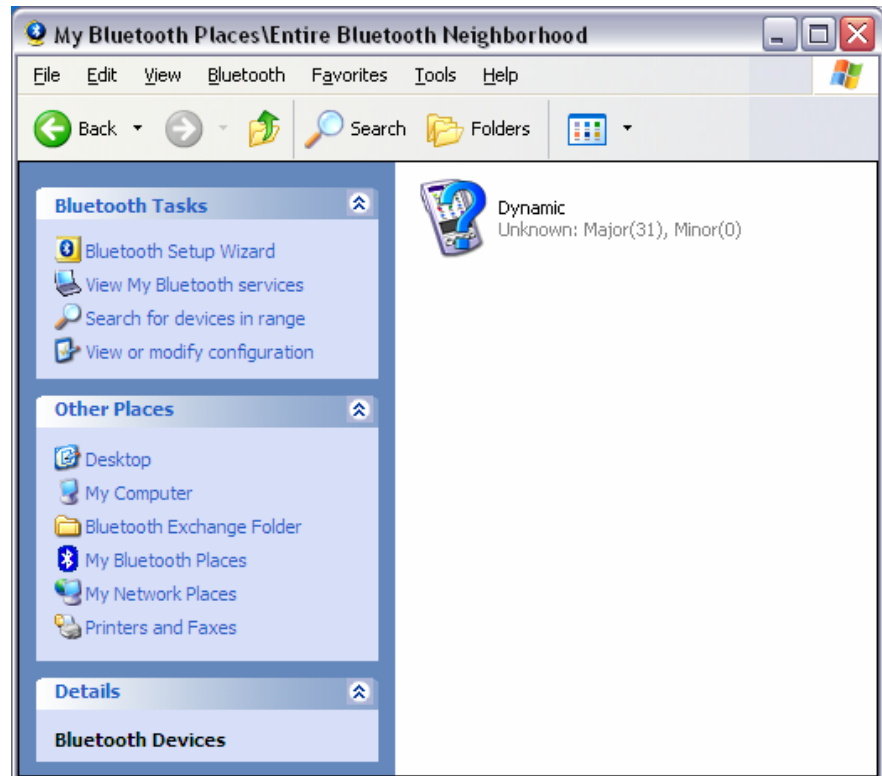 My Bluetooth Places\Entire Bluetooth Neighborhood
File Edit View Bluetooth Favorites Tools Help
Back Search Folders
Bluetooth Tasks
Bluetooth Setup Wizard
View My Bluetooth services
Search for devices in range
View or modify configuration
Other Places
Desktop
My Computer
Bluetooth Exchange Folder
My Bluetooth Places
My Network Places
Printers and Faxes
Details
Bluetooth Devices
Dynamic
Unknown: Major(31), Minor(0)